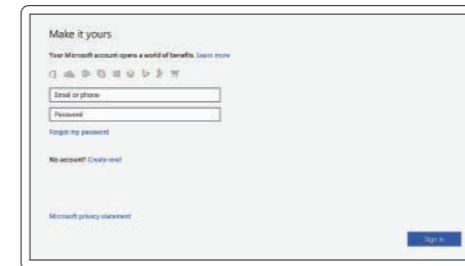 Make it yours
Your Microsoft account opens a world of benefits. Learn more
Email or phone
Password
Forgot my password
No account? Create one!
Microsoft privacy statement
Sign in